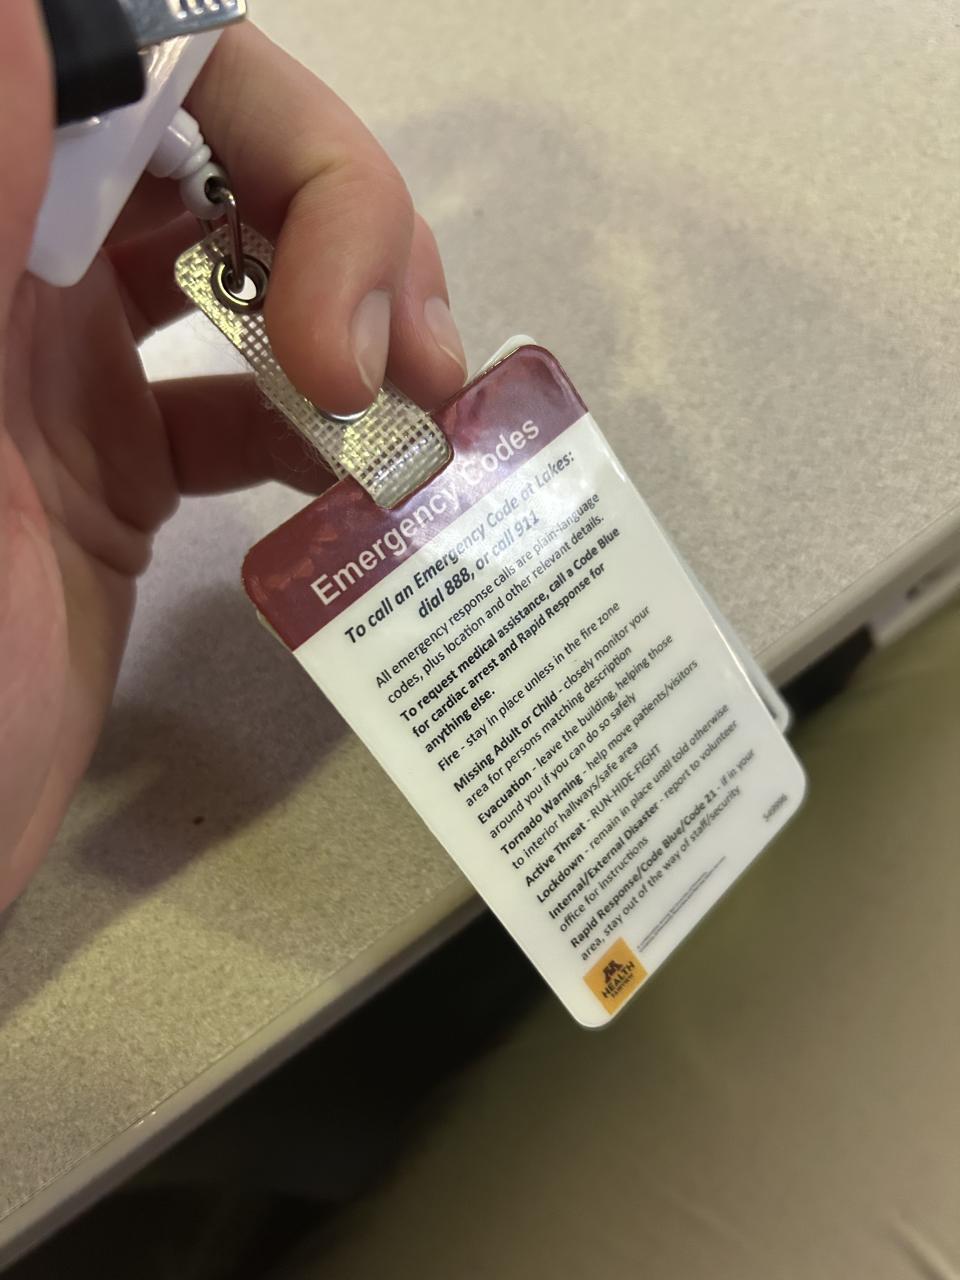 Emergency Codes
To call an Emergency Code at Lakes:
dial 888, or call 911
All emergency response calls are plain-language
codes, plus location and other relevant details.
To request medical assistance, call a Code Blue
for cardiac arrest and Rapid Response for
anything else.
Fire - stay in place unless in the fire zone
Missing Adult or Child - closely monitor your
area for persons matching description
Evacuation - leave the building, helping those
around you if you can do so safely
Tornado Warning - help move patients/visitors
to interior hallways/safe area
Active Threat - RUN-HIDE-FIGHT
Lockdown - remain in place until told otherwise
Internal/External Disaster - report to volunteer
office for instructions
Rapid Response/Code Blue/Code 21 - if in your
area, stay out of the way of staff/security
M
HEALTH
FAIRVIEW